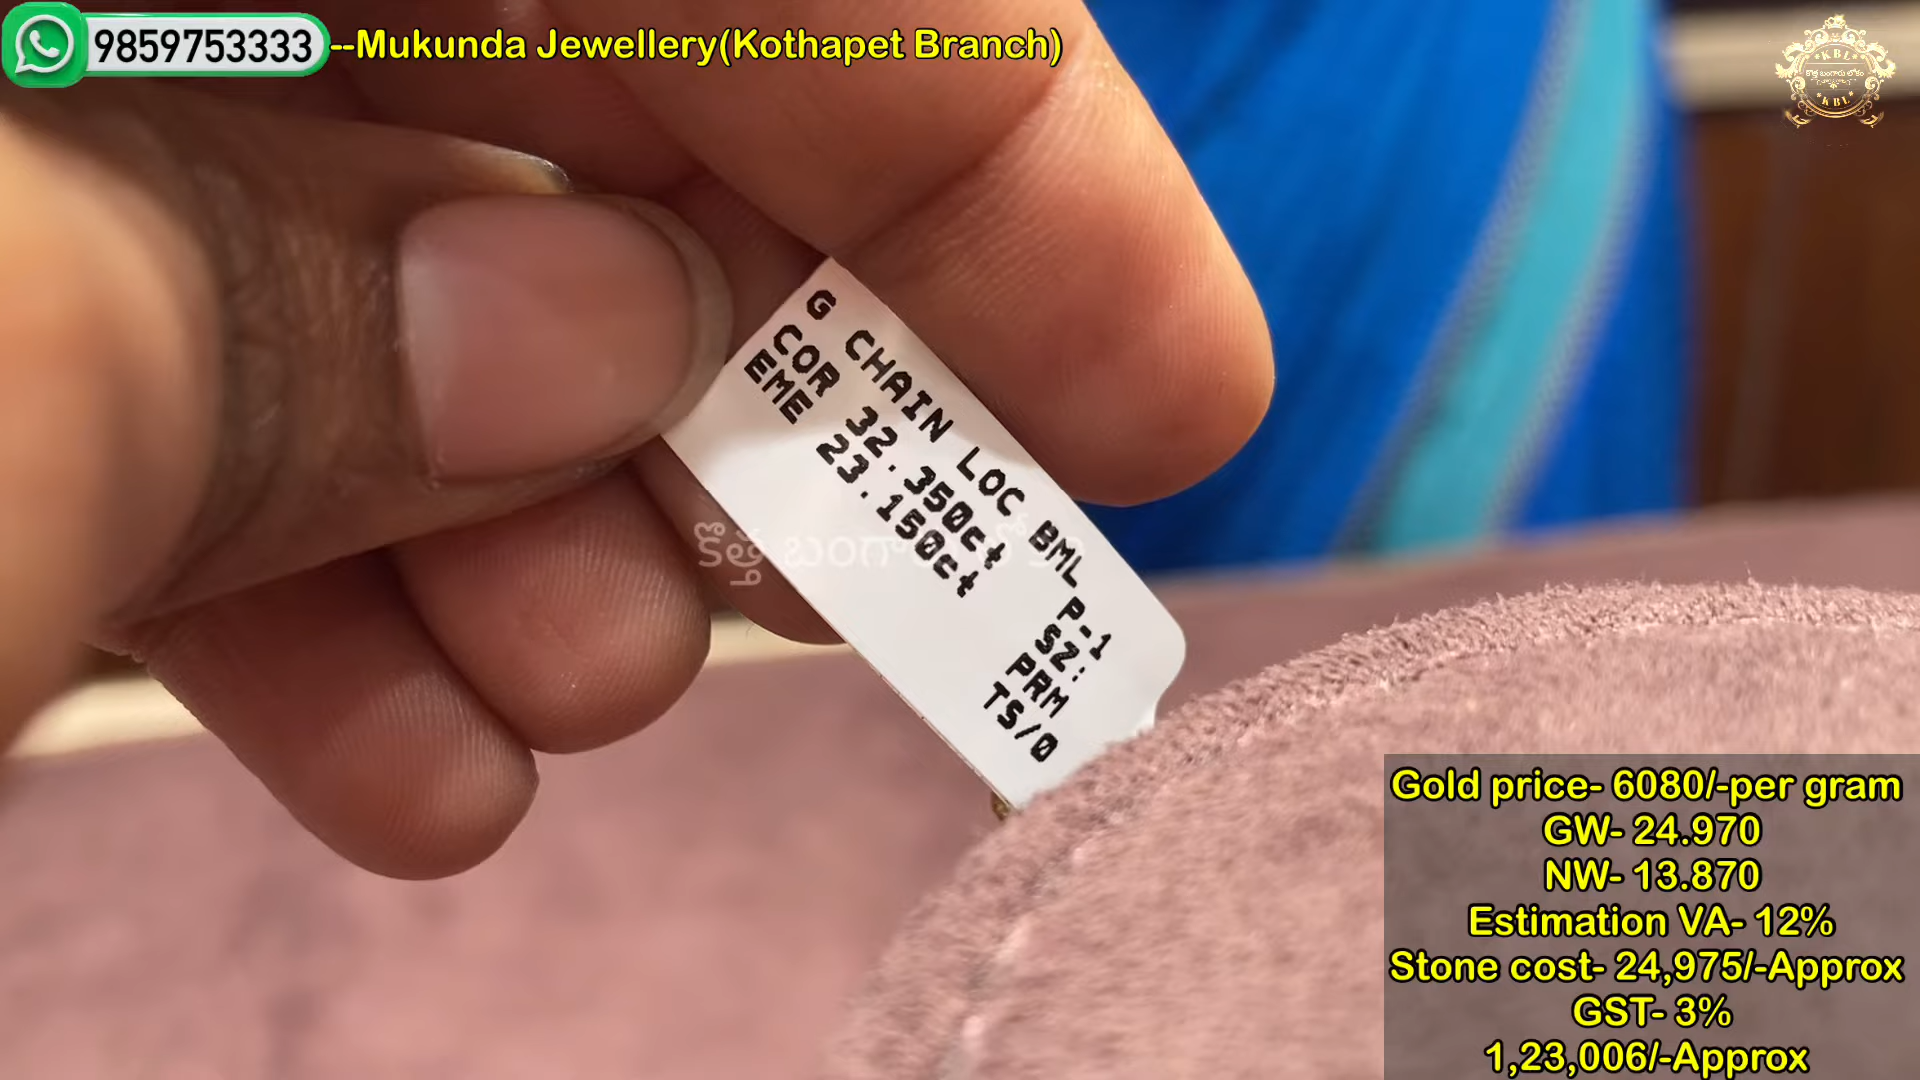 9859753333 --Mukunda Jewellery(Kothapet Branch)
KBL
కొత్త బంగారు లోకం
KBL
G CHAIN LOC BML P-1
COR 32.350ct SZ:
EME 23.150ct PRM
TS/0
కొత్త బంగారు లోకం
Gold price- 6080/-per gram
GW- 24.970
NW- 13.870
Estimation VA- 12%
Stone cost- 24,975/-Approx
GST- 3%
1,23,006/-Approx